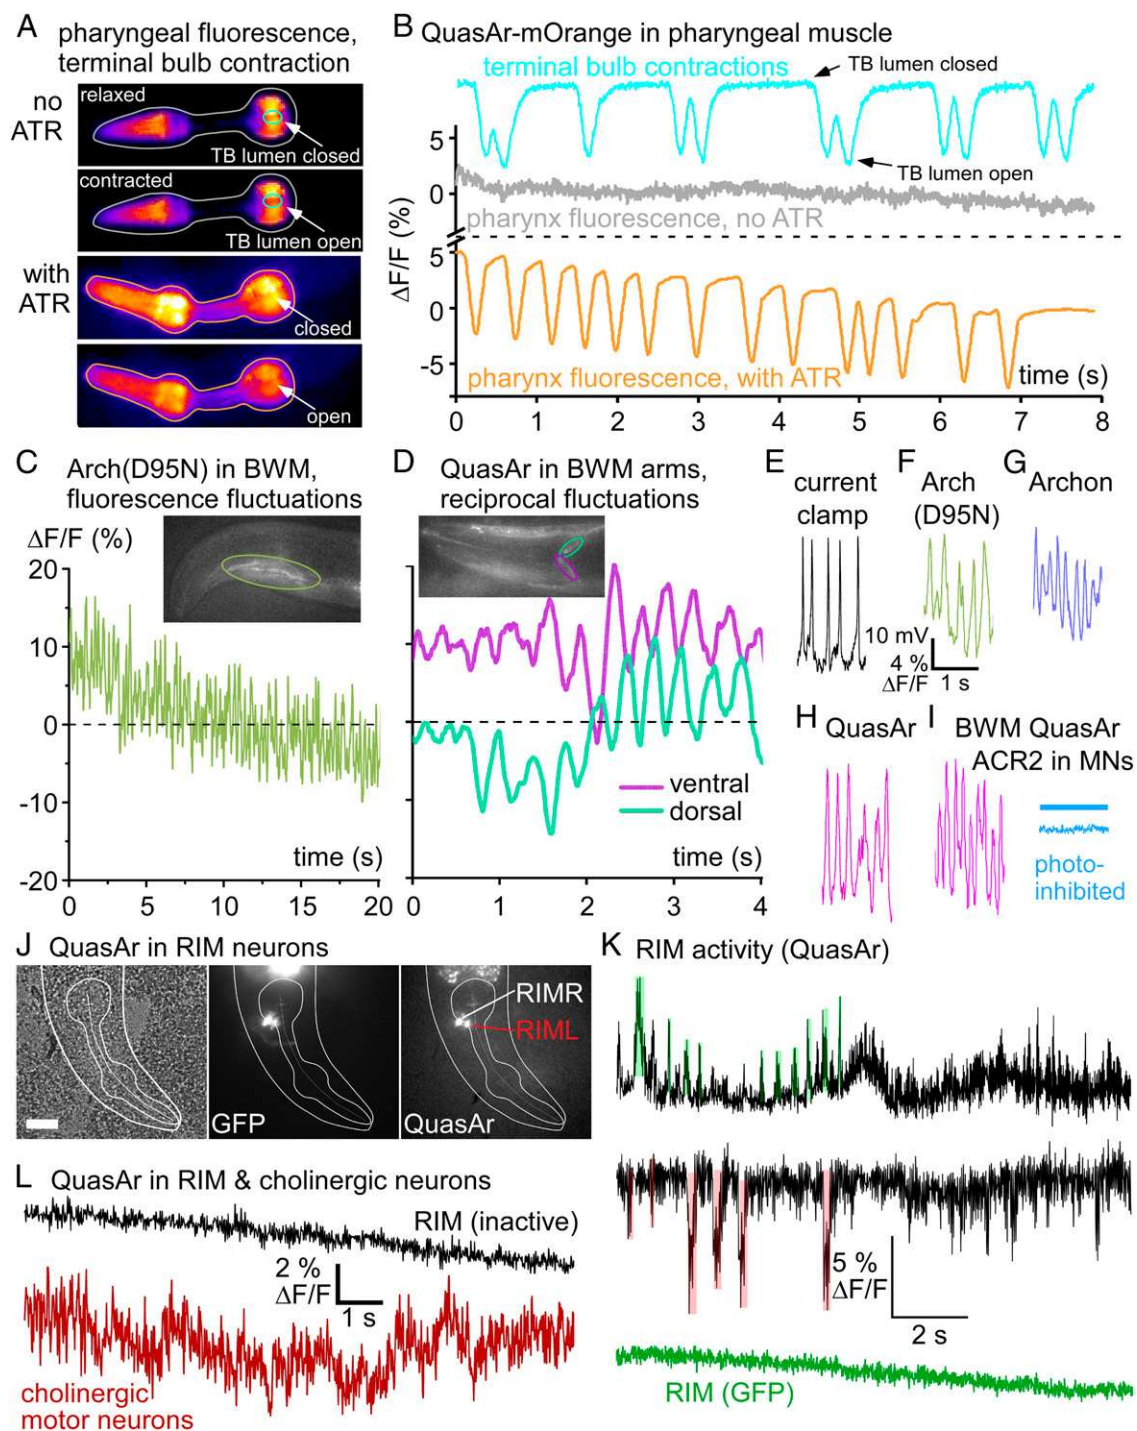 A pharyngeal fluorescence,
terminal bulb contraction
no
ATR
relaxed
TB lumen closed
contracted
TB lumen open
with
ATR
closed
open
B QuasAr-mOrange in pharyngeal muscle
terminal bulb contractions
TB lumen closed
TB lumen open
5
0
pharynx fluorescence, no ATR
ΔF/F (%)
5
0
-5
pharynx fluorescence, with ATR
time (s)
0 1 2 3 4 5 6 7 8
C Arch(D95N) in BWM,
fluorescence fluctuations
ΔF/F (%)
20
10
0
-10
-20
time (s)
0 5 10 15 20
D QuasAr in BWM arms,
reciprocal fluctuations
ventral
dorsal
time (s)
0 1 2 3 4
E
current
clamp
F
Arch
(D95N)
G
Archon
10 mV
4 %
ΔF/F
1 s
H QuasAr
I BWM QuasAr
ACR2 in MNs
photo-
inhibited
J QuasAr in RIM neurons
RIMR
RIML
GFP
QuasAr
K RIM activity (QuasAr)
5 %
ΔF/F
2 s
RIM (GFP)
L QuasAr in RIM & cholinergic neurons
RIM (inactive)
2 %
ΔF/F
1 s
cholinergic
motor neurons